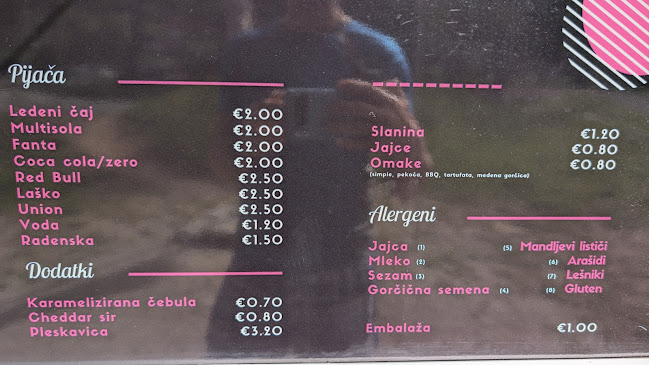 Pijača
Ledeni čaj €2.00
Multisola €2.00
Fanta €2.00
Coca cola/zero €2.00
Red Bull €2.50
Laško €2.50
Union €2.50
Voda €1.20
Radenska €1.50
Dodatki
Karamelizirana čebula €0.70
Cheddar sir €0.80
Pleskavica €3.20
Slanina €1.20
Jajce €0.80
Omake €0.80
(simple, pekoča, BBQ, tartufata, medena gorčica)
Alergeni
Jajca (1) (5) Mandljevi lističi
Mleko (2) (6) Arašidi
Sezam (3) (7) Lešniki
Gorčična semena (4) (8) Gluten
Embalaža €1.00